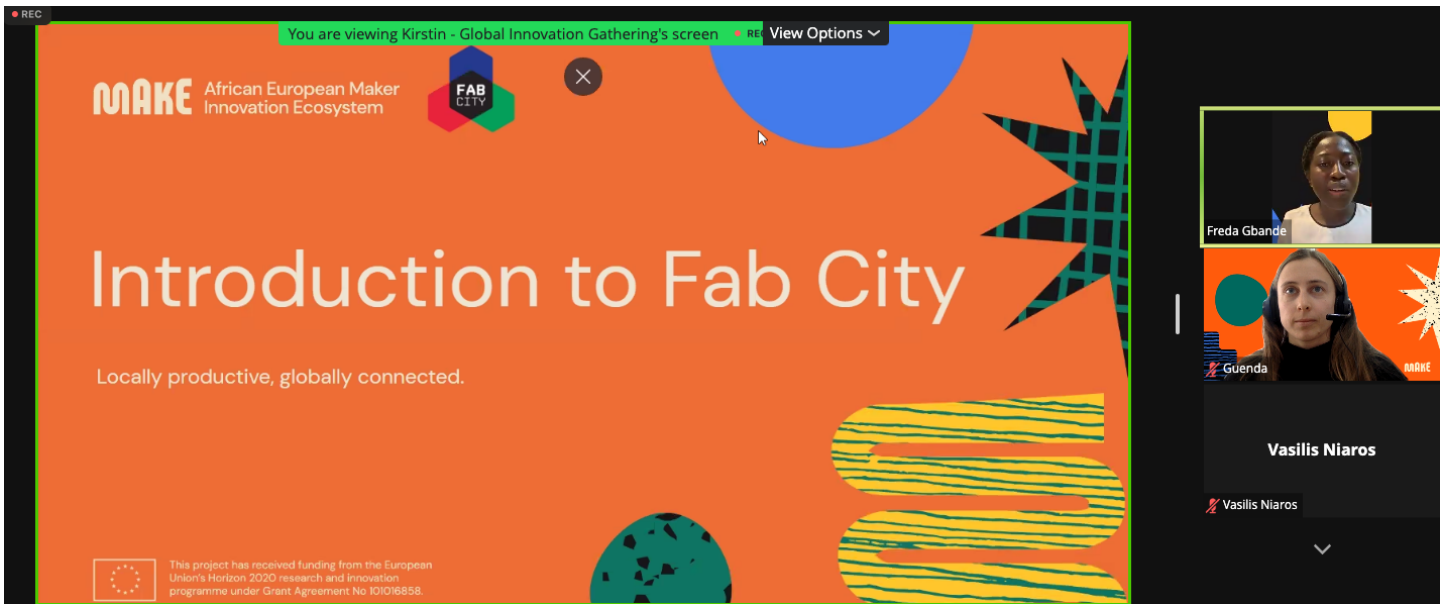 REC
You are viewing Kirstin - Global Innovation Gathering's screen
REC
View Options
MAKE
African European Maker
Innovation Ecosystem
FAB
CITY
Introduction to Fab City
Locally productive, globally connected.
This project has received funding from the European
Union's Horizon 2020 research and innovation
programme under Grant Agreement No 101016858.
Freda Gbande
MAKE
Guenda
Vasilis Niaros
Vasilis Niaros